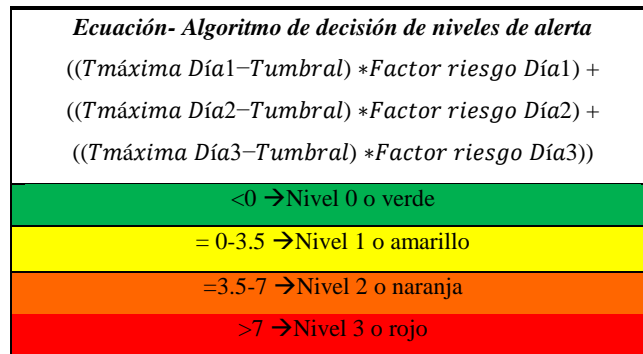 Ecuación- Algoritmo de decisión de niveles de alerta
((Tmáxima Día1−Tumbral) ∗Factor riesgo Día1) +
((Tmáxima Día2−Tumbral) ∗Factor riesgo Día2) +
((Tmáxima Día3−Tumbral) ∗Factor riesgo Día3))
<0 →Nivel 0 o verde
= 0-3.5 →Nivel 1 o amarillo
=3.5-7 →Nivel 2 o naranja
>7 →Nivel 3 o rojo